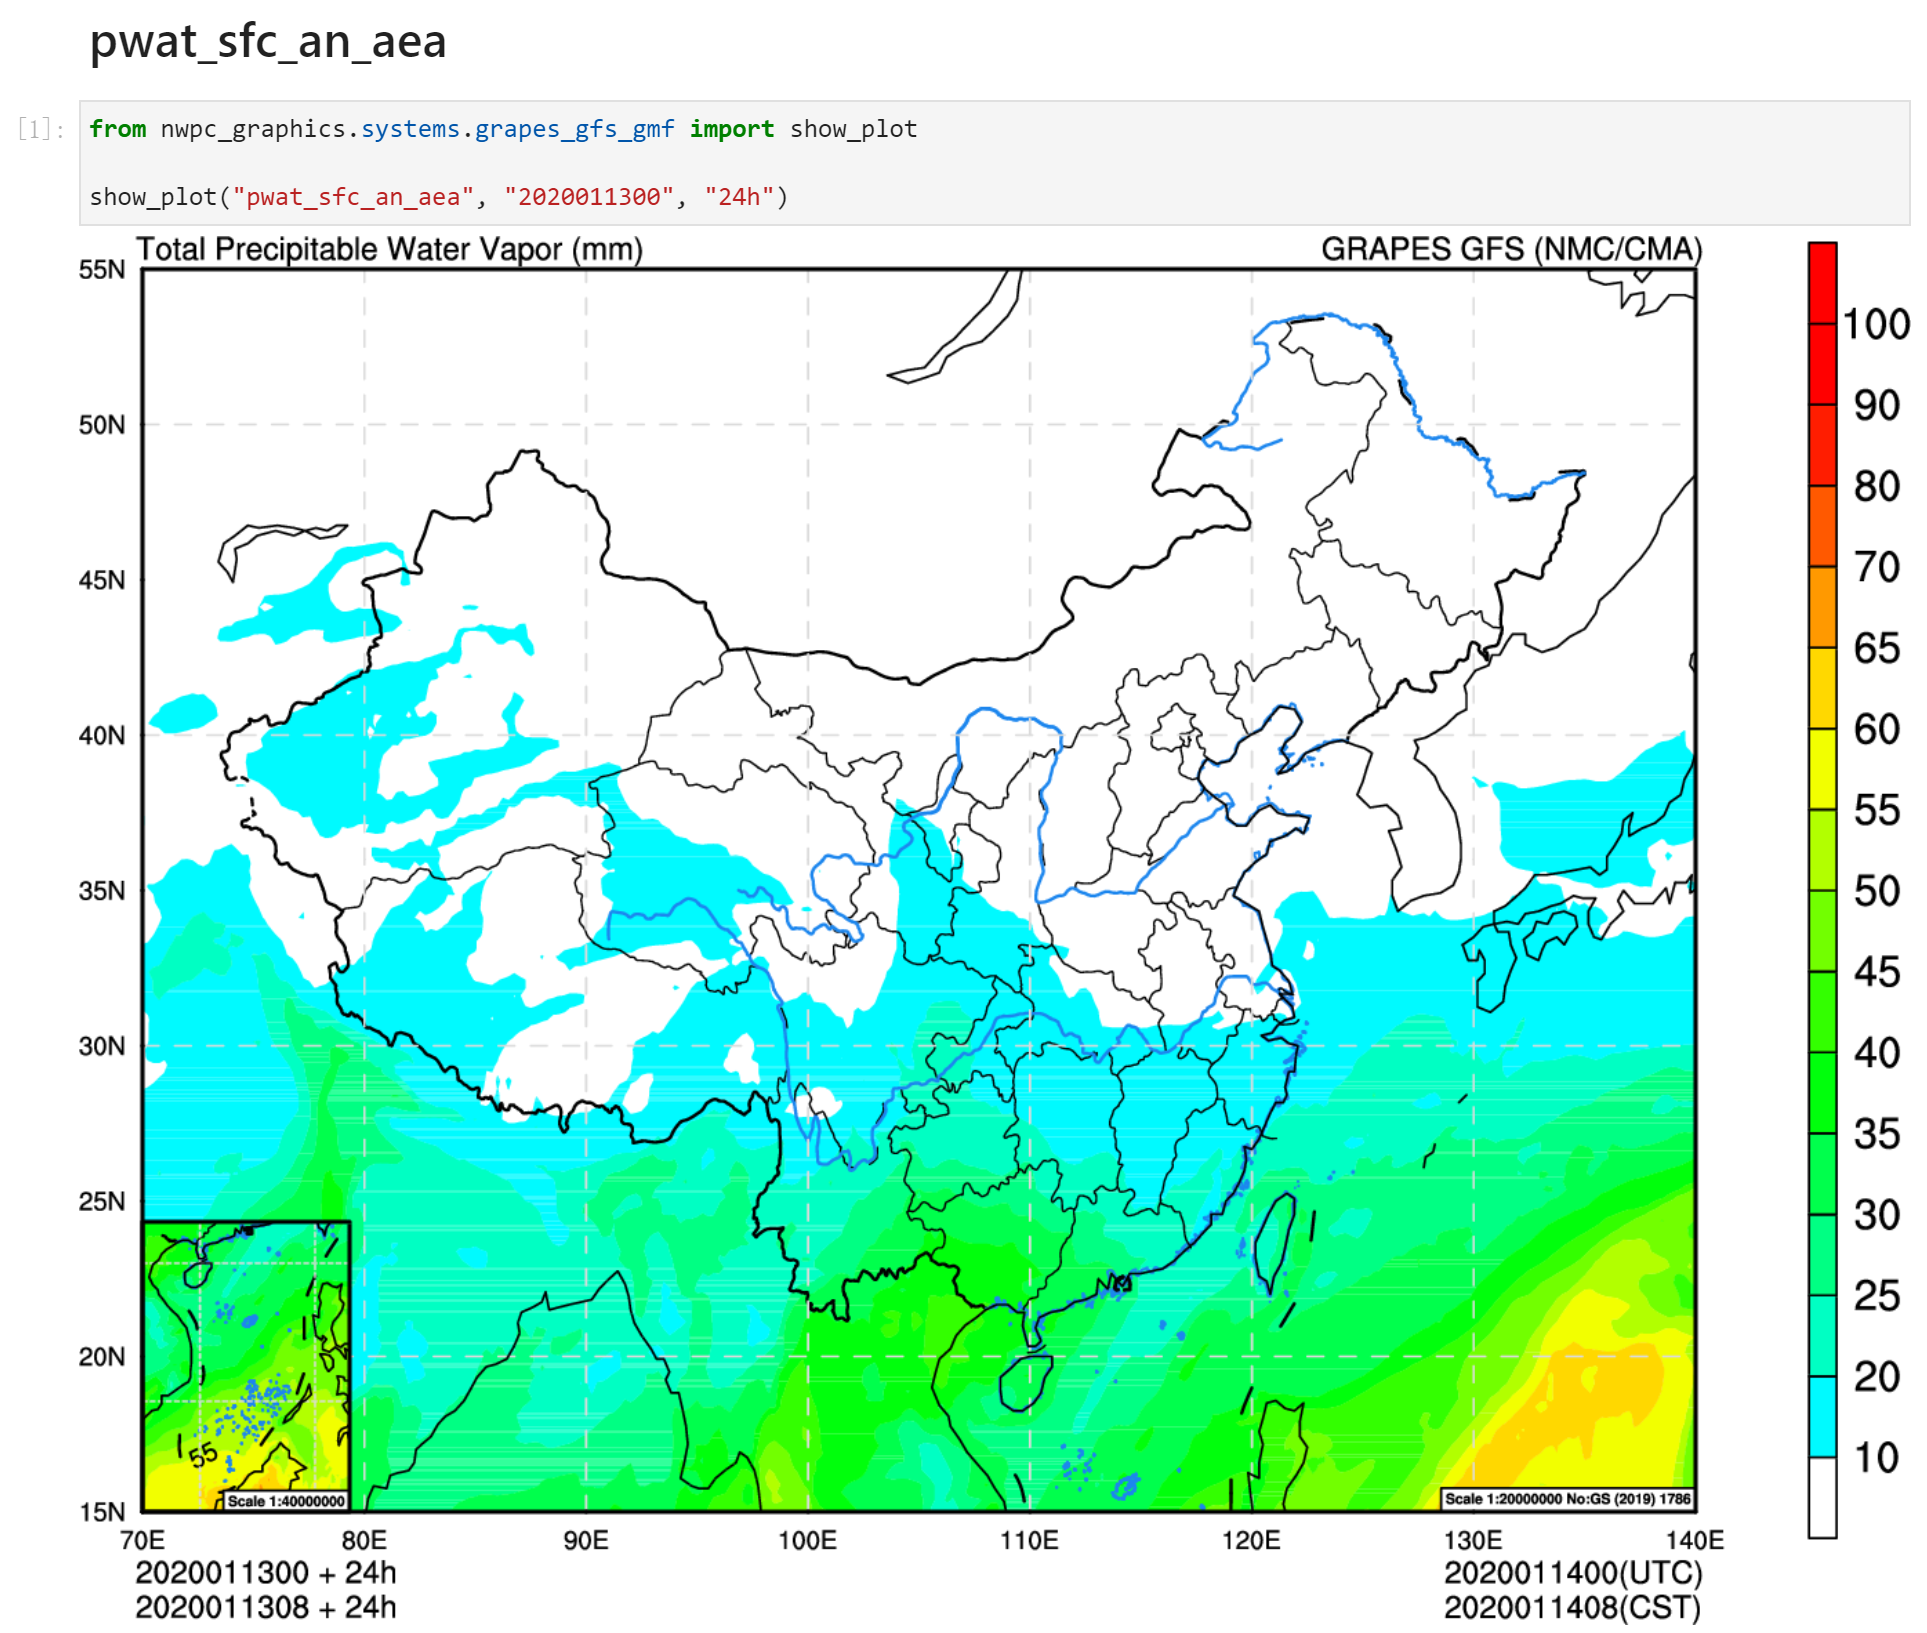 pwat_sfc_an_aea
[1]: from nwpc_graphics.systems.grapes_gfs_gmf import show_plot
show_plot("pwat_sfc_an_aea", "2020011300", "24h")
Total Precipitable Water Vapor (mm) GRAPES GFS (NMC/CMA)
55N
50N
45N
40N
35N
30N
25N
20N
15N
70E 80E 90E 100E 110E 120E 130E 140E
100
90
80
70
65
60
55
50
45
40
35
30
25
20
10
55
Scale 1:40000000
Scale 1:20000000 No:GS (2019) 1786
2020011300 + 24h 2020011400(UTC)
2020011308 + 24h 2020011408(CST)